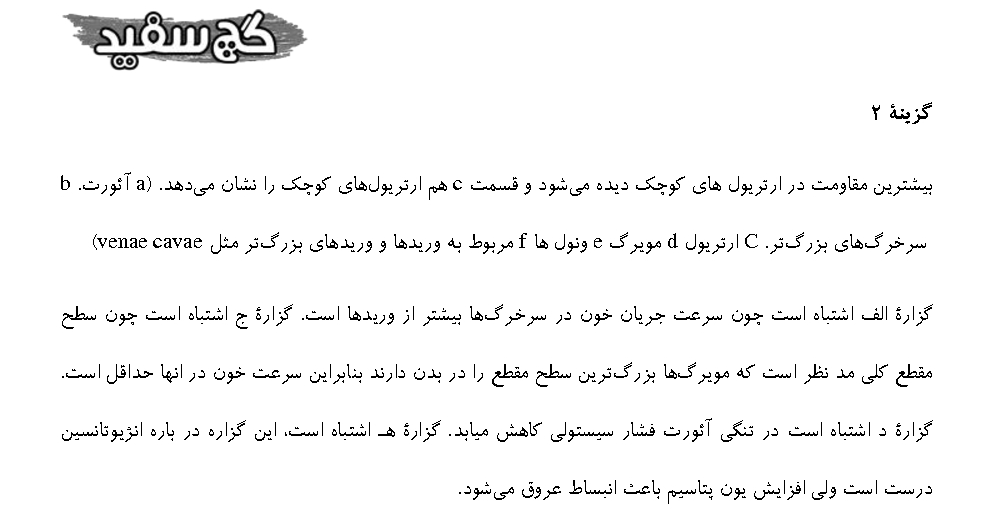 گچ سفید
گزینهٔ ۲
بیشترین مقاومت در ارتریول های کوچک دیده می‌شود و قسمت c هم ارتریول‌های کوچک را نشان می‌دهد. (a آئورت. b
سرخرگ‌های بزرگ‌تر. C ارتریول d مویرگ e ونول ها f مربوط به وریدها و وریدهای بزرگ‌تر مثل venae cavae)
گزارهٔ الف اشتباه است چون سرعت جریان خون در سرخرگ‌ها بیشتر از وریدها است. گزارهٔ ج اشتباه است چون سطح
مقطع کلی مد نظر است که مویرگ‌ها بزرگ‌ترین سطح مقطع را در بدن دارند بنابراین سرعت خون در انها حداقل است.
گزارهٔ د اشتباه است در تنگی آئورت فشار سیستولی کاهش میابد. گزارهٔ هـ اشتباه است، این گزاره در باره انژیوتانسین
درست است ولی افزایش یون پتاسیم باعث انبساط عروق می‌شود.